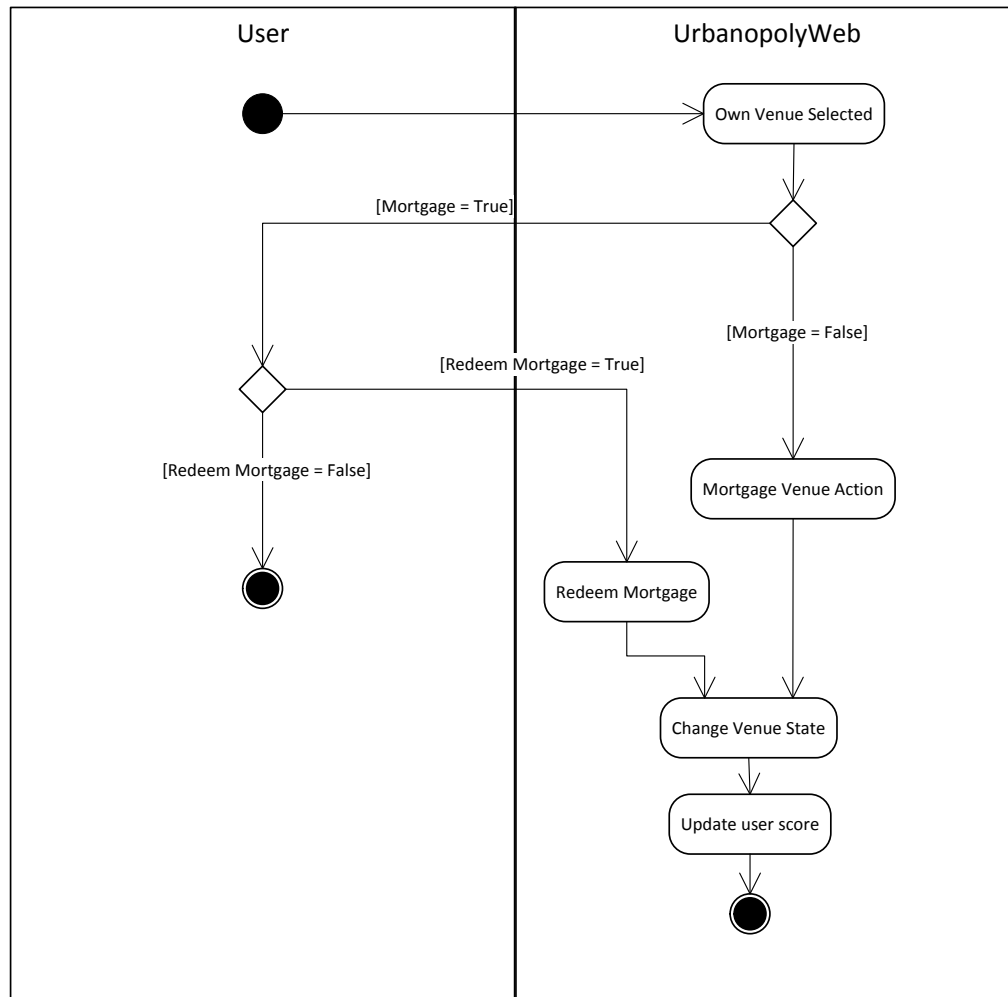 User
UrbanopolyWeb
Own Venue Selected
[Mortgage = True]
[Mortgage = False]
[Redeem Mortgage = True]
[Redeem Mortgage = False]
Mortgage Venue Action
Redeem Mortgage
Change Venue State
Update user score